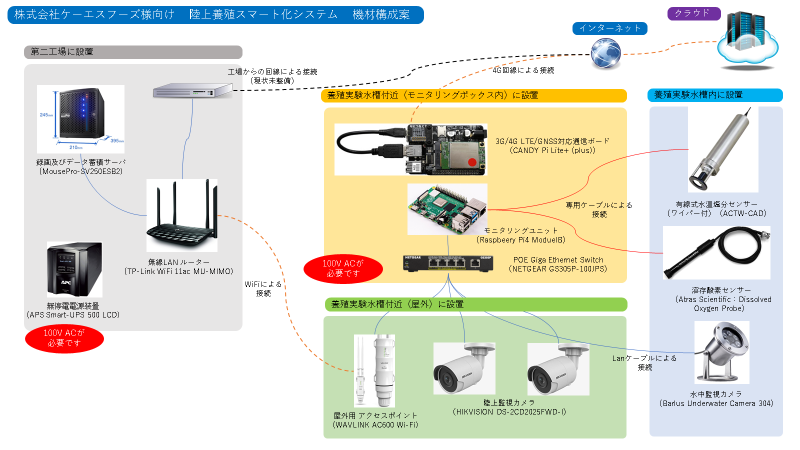 株式会社ケーエスフーズ様向け 陸上養殖スマート化システム 機材構成案
クラウド
インターネット
第二工場に設置
工場からの回線による接続
(現状未整備)
4G回線による接続
養殖実験水槽付近（モニタリングボックス内）に設置
養殖実験水槽内に設置
245mm
210mm
396mm
録画及びデータ蓄積サーバ
(MousePro-SV250ESB2)
3G/4G LTE/GNSS対応通信ボード
(CANDY Pi Lite+ (plus))
有線式水温塩分センサー
(ワイパー付) (ACTW-CAD)
専用ケーブルによる
接続
モニタリングユニット
(Raspbeery Pi4 ModuelB)
無線LAN ルーター
(TP-Link WiFi 11ac MU-MIMO)
100V ACが
必要です
POE Giga Ethernet Switch
(NETGEAR GS305P-100JPS)
NETGEAR
APC
WiFiによる
接続
溶存酸素センサー
(Atras Scientific：Dissolved
Oxygen Probe)
無停電電源装置
(APS Smart-UPS 500 LCD)
養殖実験水槽付近（屋外）に設置
100V ACが
必要です
Lanケーブルによる
接続
屋外用 アクセスポイント
(WAVLINK AC600 Wi-Fi)
陸上監視カメラ
(HIKVISION DS-2CD2025FWD-I)
水中監視カメラ
(Barlus Underwater Camera 304)